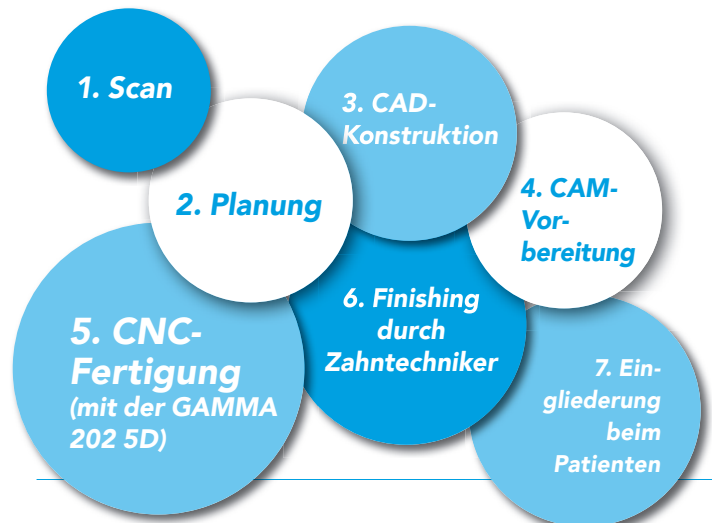 1. Scan
2. Planung
3. CAD-
Konstruktion
4. CAM-
Vor-
bereitung
5. CNC-
Fertigung
(mit der GAMMA
202 5D)
6. Finishing
durch
Zahntechniker
7. Ein-
gliederung
beim
Patienten